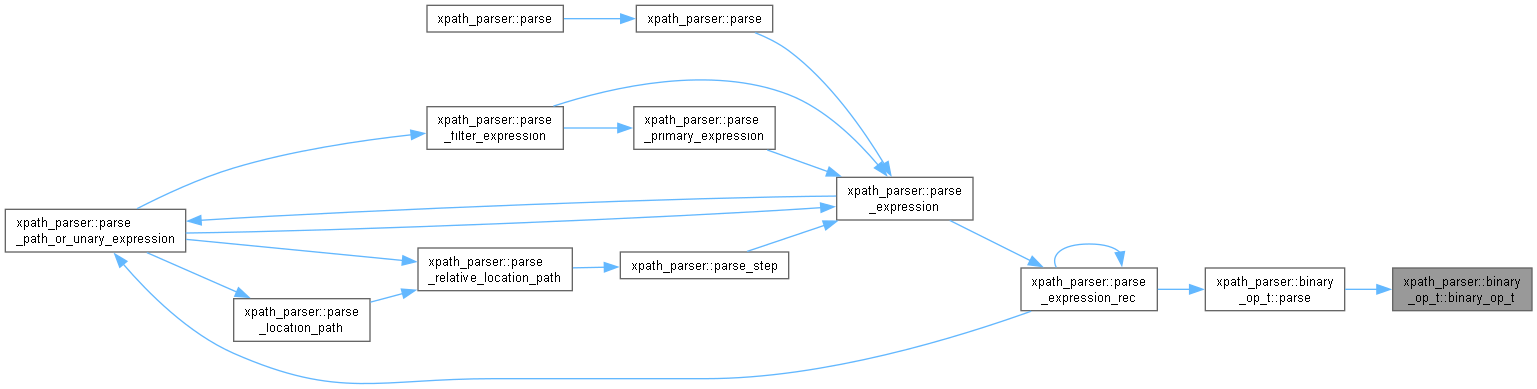 xpath_parser::parse
xpath_parser::parse
xpath_parser::parse
_filter_expression
xpath_parser::parse
_primary_expression
xpath_parser::parse
_expression
xpath_parser::parse
_path_or_unary_expression
xpath_parser::parse
_relative_location_path
xpath_parser::parse_step
xpath_parser::parse
_location_path
xpath_parser::parse
_expression_rec
xpath_parser::binary
_op_t::parse
xpath_parser::binary
_op_t::binary_op_t